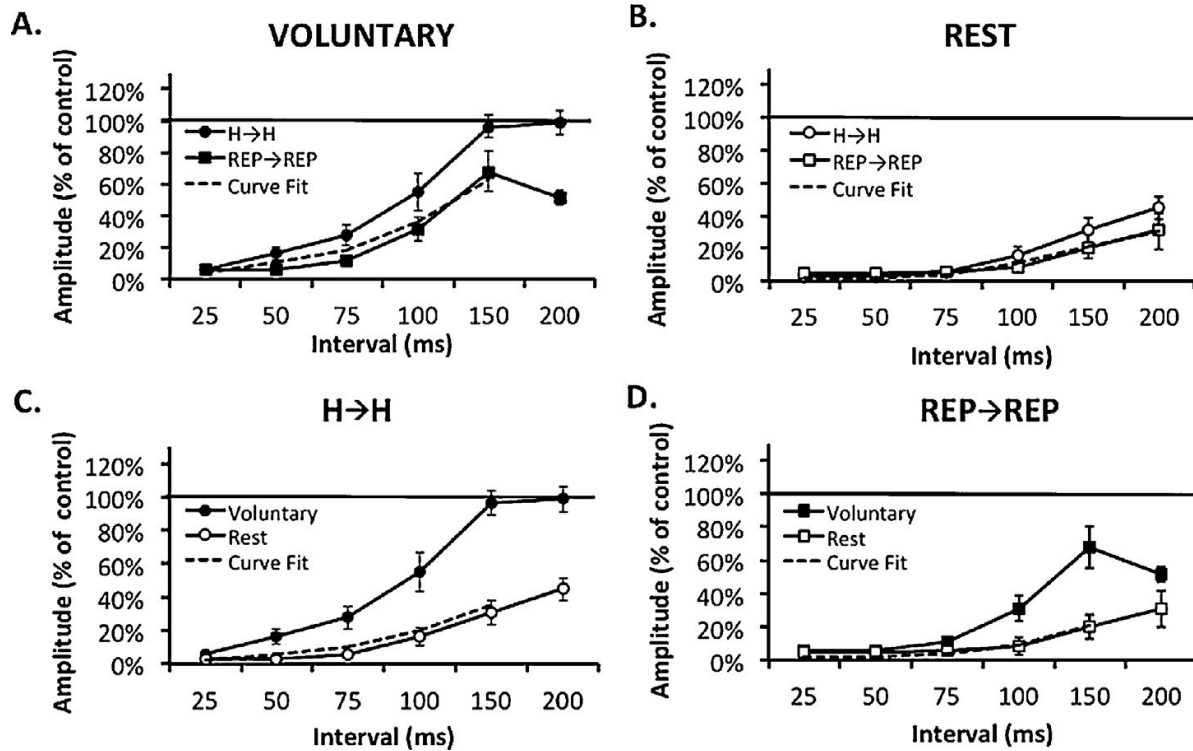 A.
VOLUNTARY
Amplitude (% of control)
120%
100%
80%
60%
40%
20%
0%
H→H
REP→REP
Curve Fit
25 50 75 100 150 200
Interval (ms)
B.
REST
Amplitude (% of control)
120%
100%
80%
60%
40%
20%
0%
H→H
REP→REP
Curve Fit
25 50 75 100 150 200
Interval (ms)
C.
H→H
Amplitude (% of control)
120%
100%
80%
60%
40%
20%
0%
Voluntary
Rest
Curve Fit
25 50 75 100 150 200
Interval (ms)
D.
REP→REP
Amplitude (% of control)
120%
100%
80%
60%
40%
20%
0%
Voluntary
Rest
Curve Fit
25 50 75 100 150 200
Interval (ms)